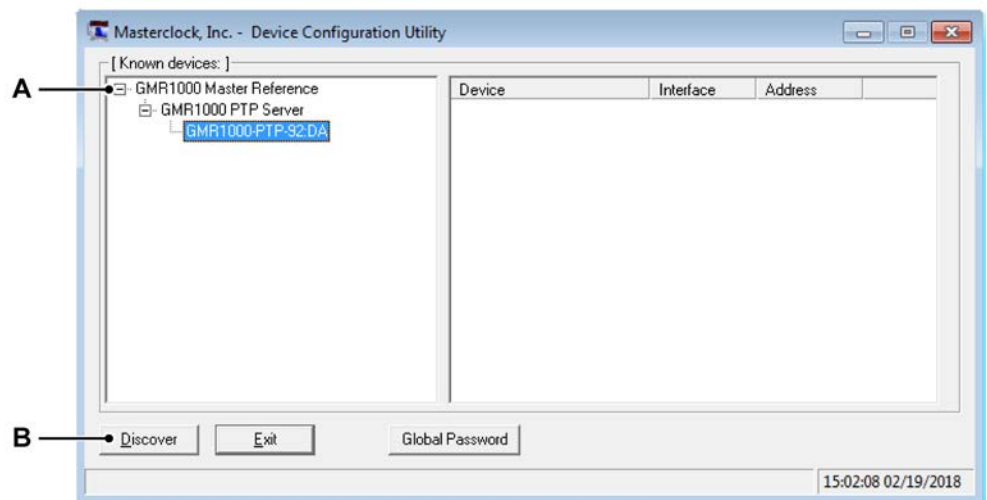 Masterclock, Inc. - Device Configuration Utility
[ Known devices: ]
A
GMR1000 Master Reference
GMR1000 PTP Server
GMR1000-PTP-92:DA
Device Interface Address
B
Discover Exit Global Password
15:02:08 02/19/2018